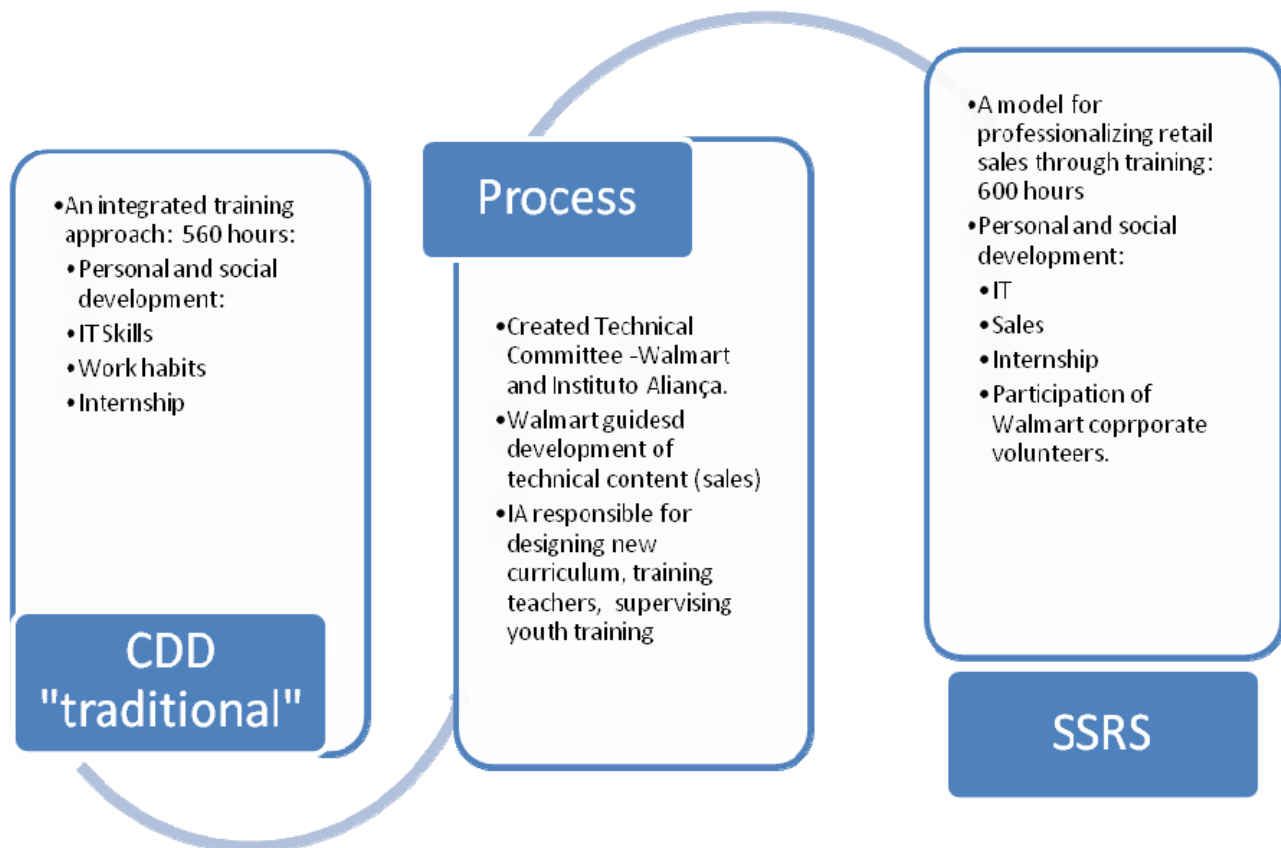 •An integrated training
approach: 560 hours:
•Personal and social
development:
•IT Skills
•Work habits
•Internship
CDD
"traditional"
Process
•Created Technical
Committee -Walmart
and Instituto Aliança.
•Walmart guidesd
development of
technical content (sales)
•IA responsible for
designing new
curriculum, training
teachers, supervising
youth training
•A model for
professionalizing retail
sales through training:
600 hours
•Personal and social
development:
•IT
•Sales
•Internship
•Participation of
Walmart coprporate
volunteers.
SSRS